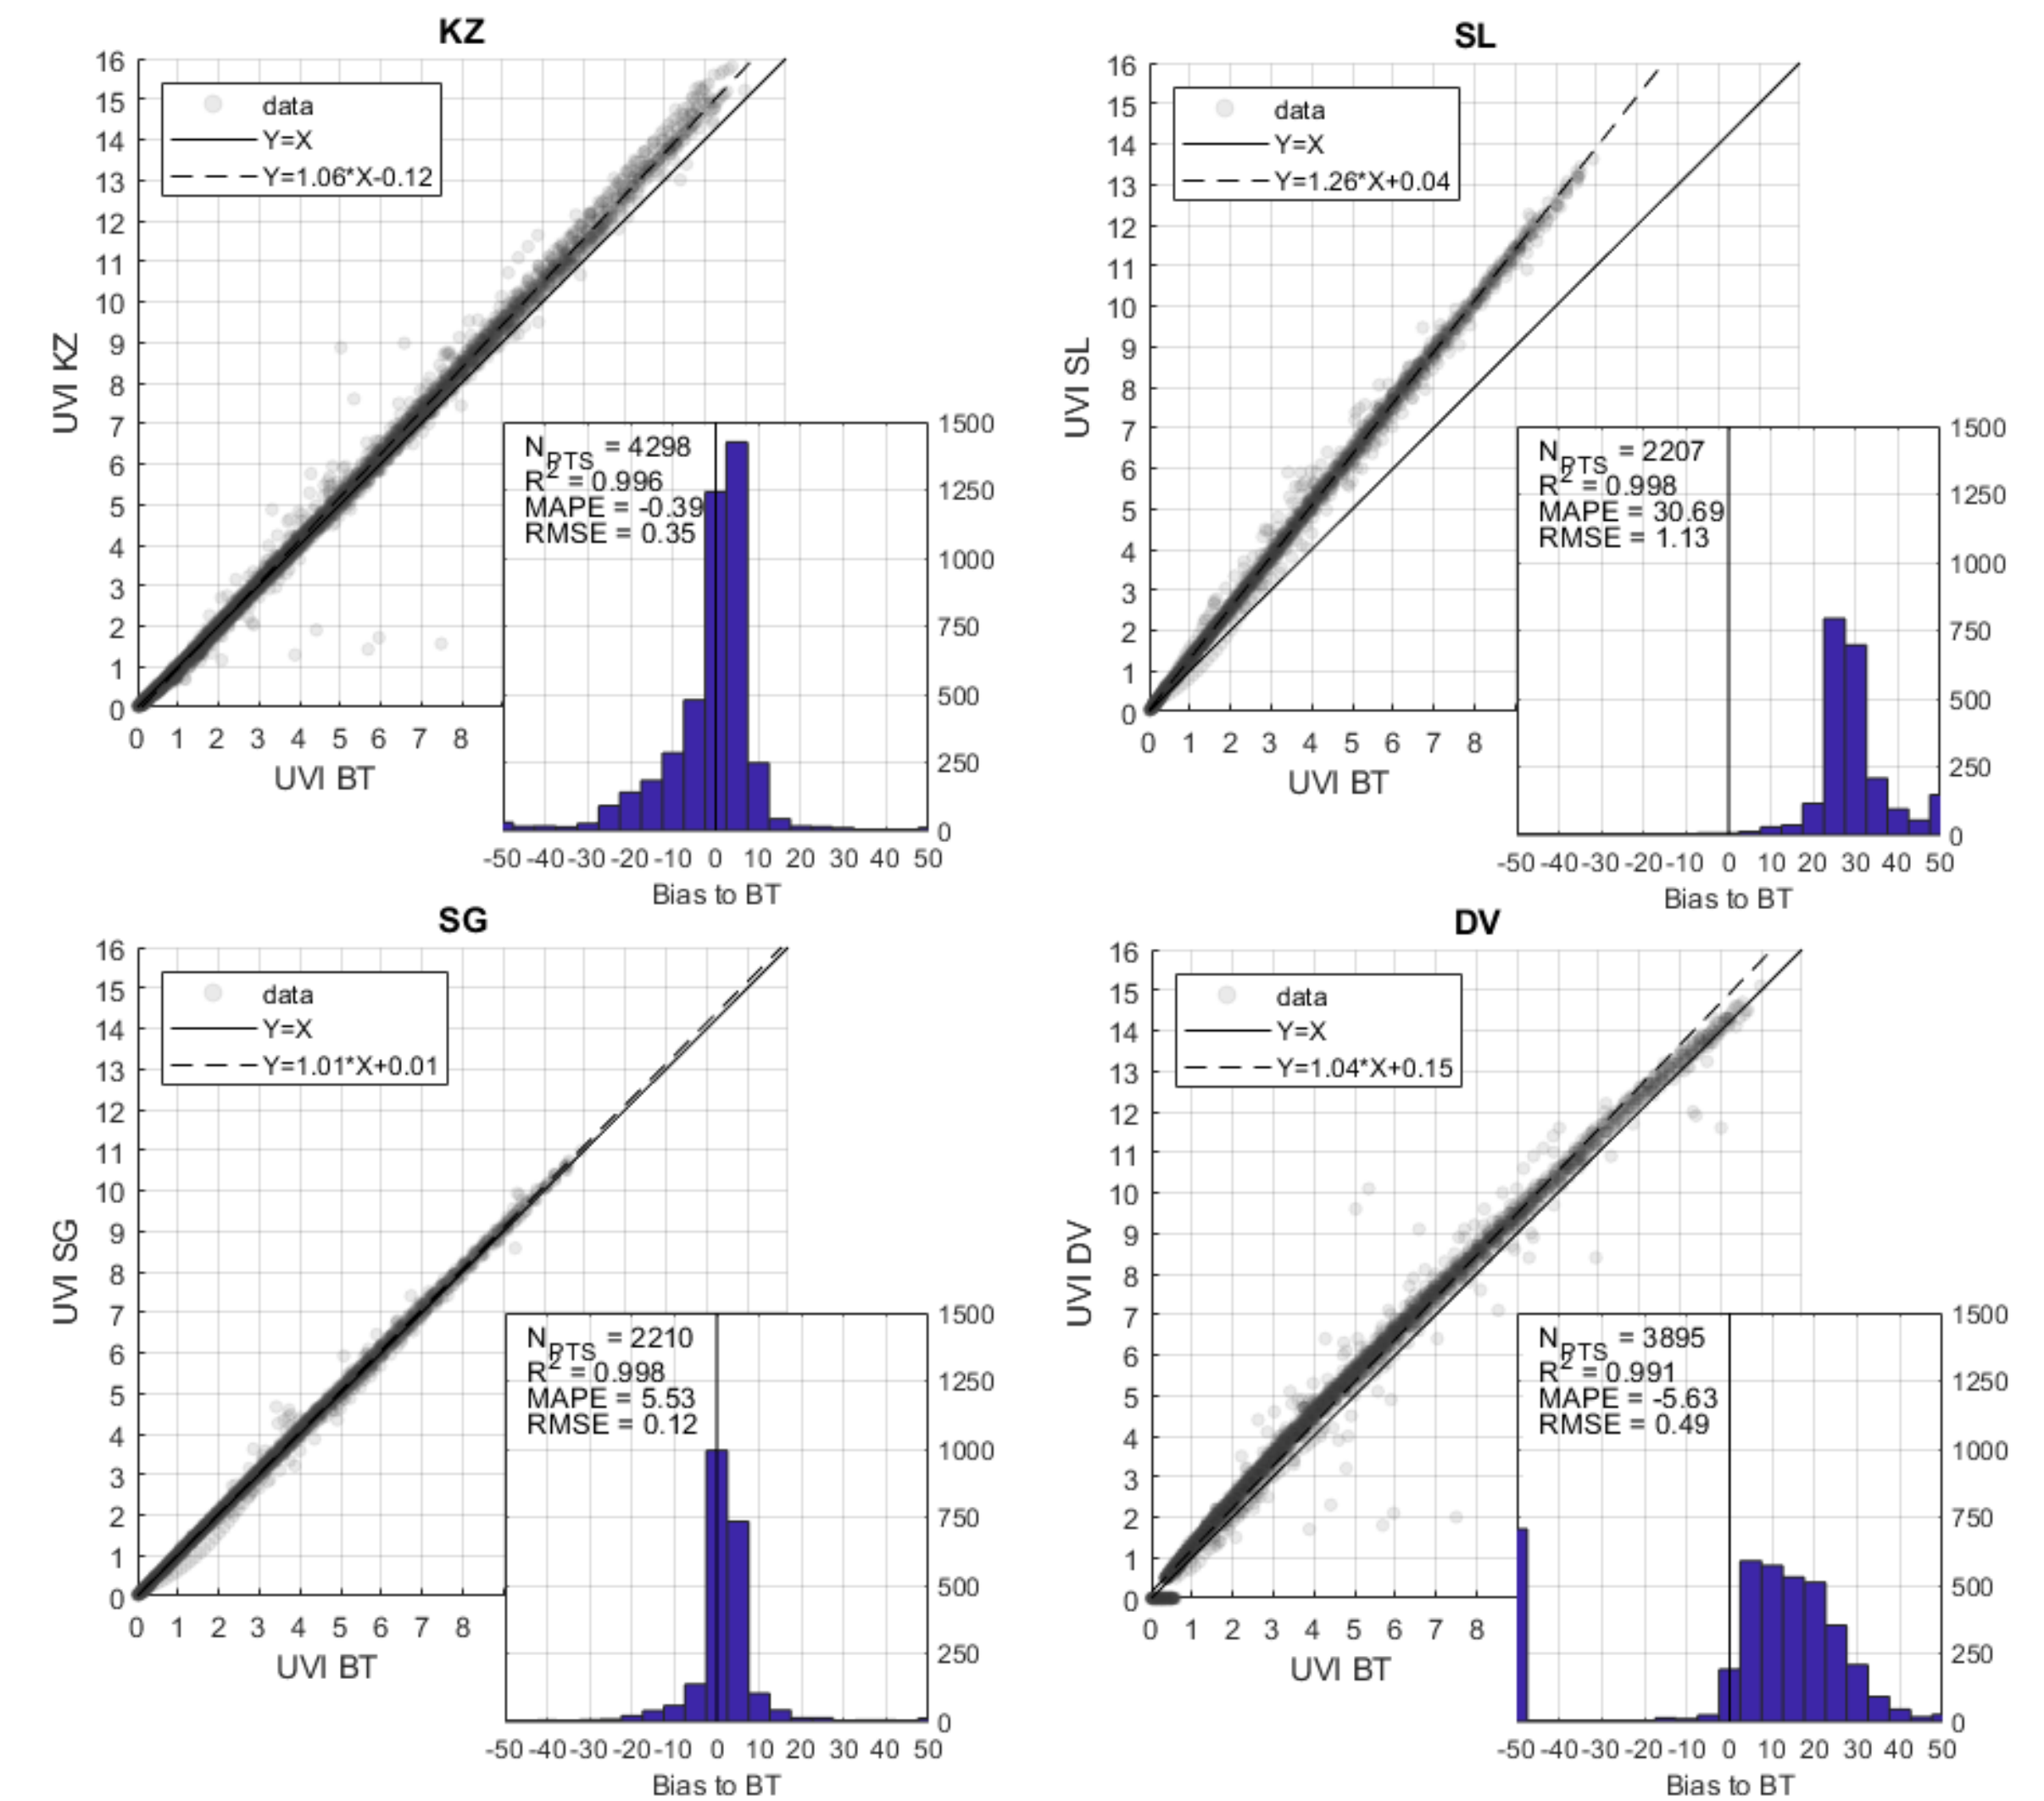 KZ
16
15
14
13
12
11
10
9
8
7
6
5
4
3
2
1
0
UVI KZ
data
Y=X
Y=1.06*X-0.12
0 1 2 3 4 5 6 7 8
UVI BT
N PTS = 4298
R² = 0.996
MAPE = -0.39
RMSE = 0.35
1500
1250
1000
750
500
250
0
-50 -40 -30 -20 -10 0 10 20 30 40 50
Bias to BT
SL
16
15
14
13
12
11
10
9
8
7
6
5
4
3
2
1
0
UVI SL
data
Y=X
Y=1.26*X+0.04
0 1 2 3 4 5 6 7 8
UVI BT
N PTS = 2207
R² = 0.998
MAPE = 30.69
RMSE = 1.13
1500
1250
1000
750
500
250
0
-50 -40 -30 -20 -10 0 10 20 30 40 50
Bias to BT
SG
16
15
14
13
12
11
10
9
8
7
6
5
4
3
2
1
0
UVI SG
data
Y=X
Y=1.01*X+0.01
0 1 2 3 4 5 6 7 8
UVI BT
N PTS = 2210
R² = 0.998
MAPE = 5.53
RMSE = 0.12
1500
1250
1000
750
500
250
0
-50 -40 -30 -20 -10 0 10 20 30 40 50
Bias to BT
DV
16
15
14
13
12
11
10
9
8
7
6
5
4
3
2
1
0
UVI DV
data
Y=X
Y=1.04*X+0.15
0 1 2 3 4 5 6 7 8
UVI BT
N PTS = 3895
R² = 0.991
MAPE = -5.63
RMSE = 0.49
1500
1250
1000
750
500
250
0
-50 -40 -30 -20 -10 0 10 20 30 40 50
Bias to BT